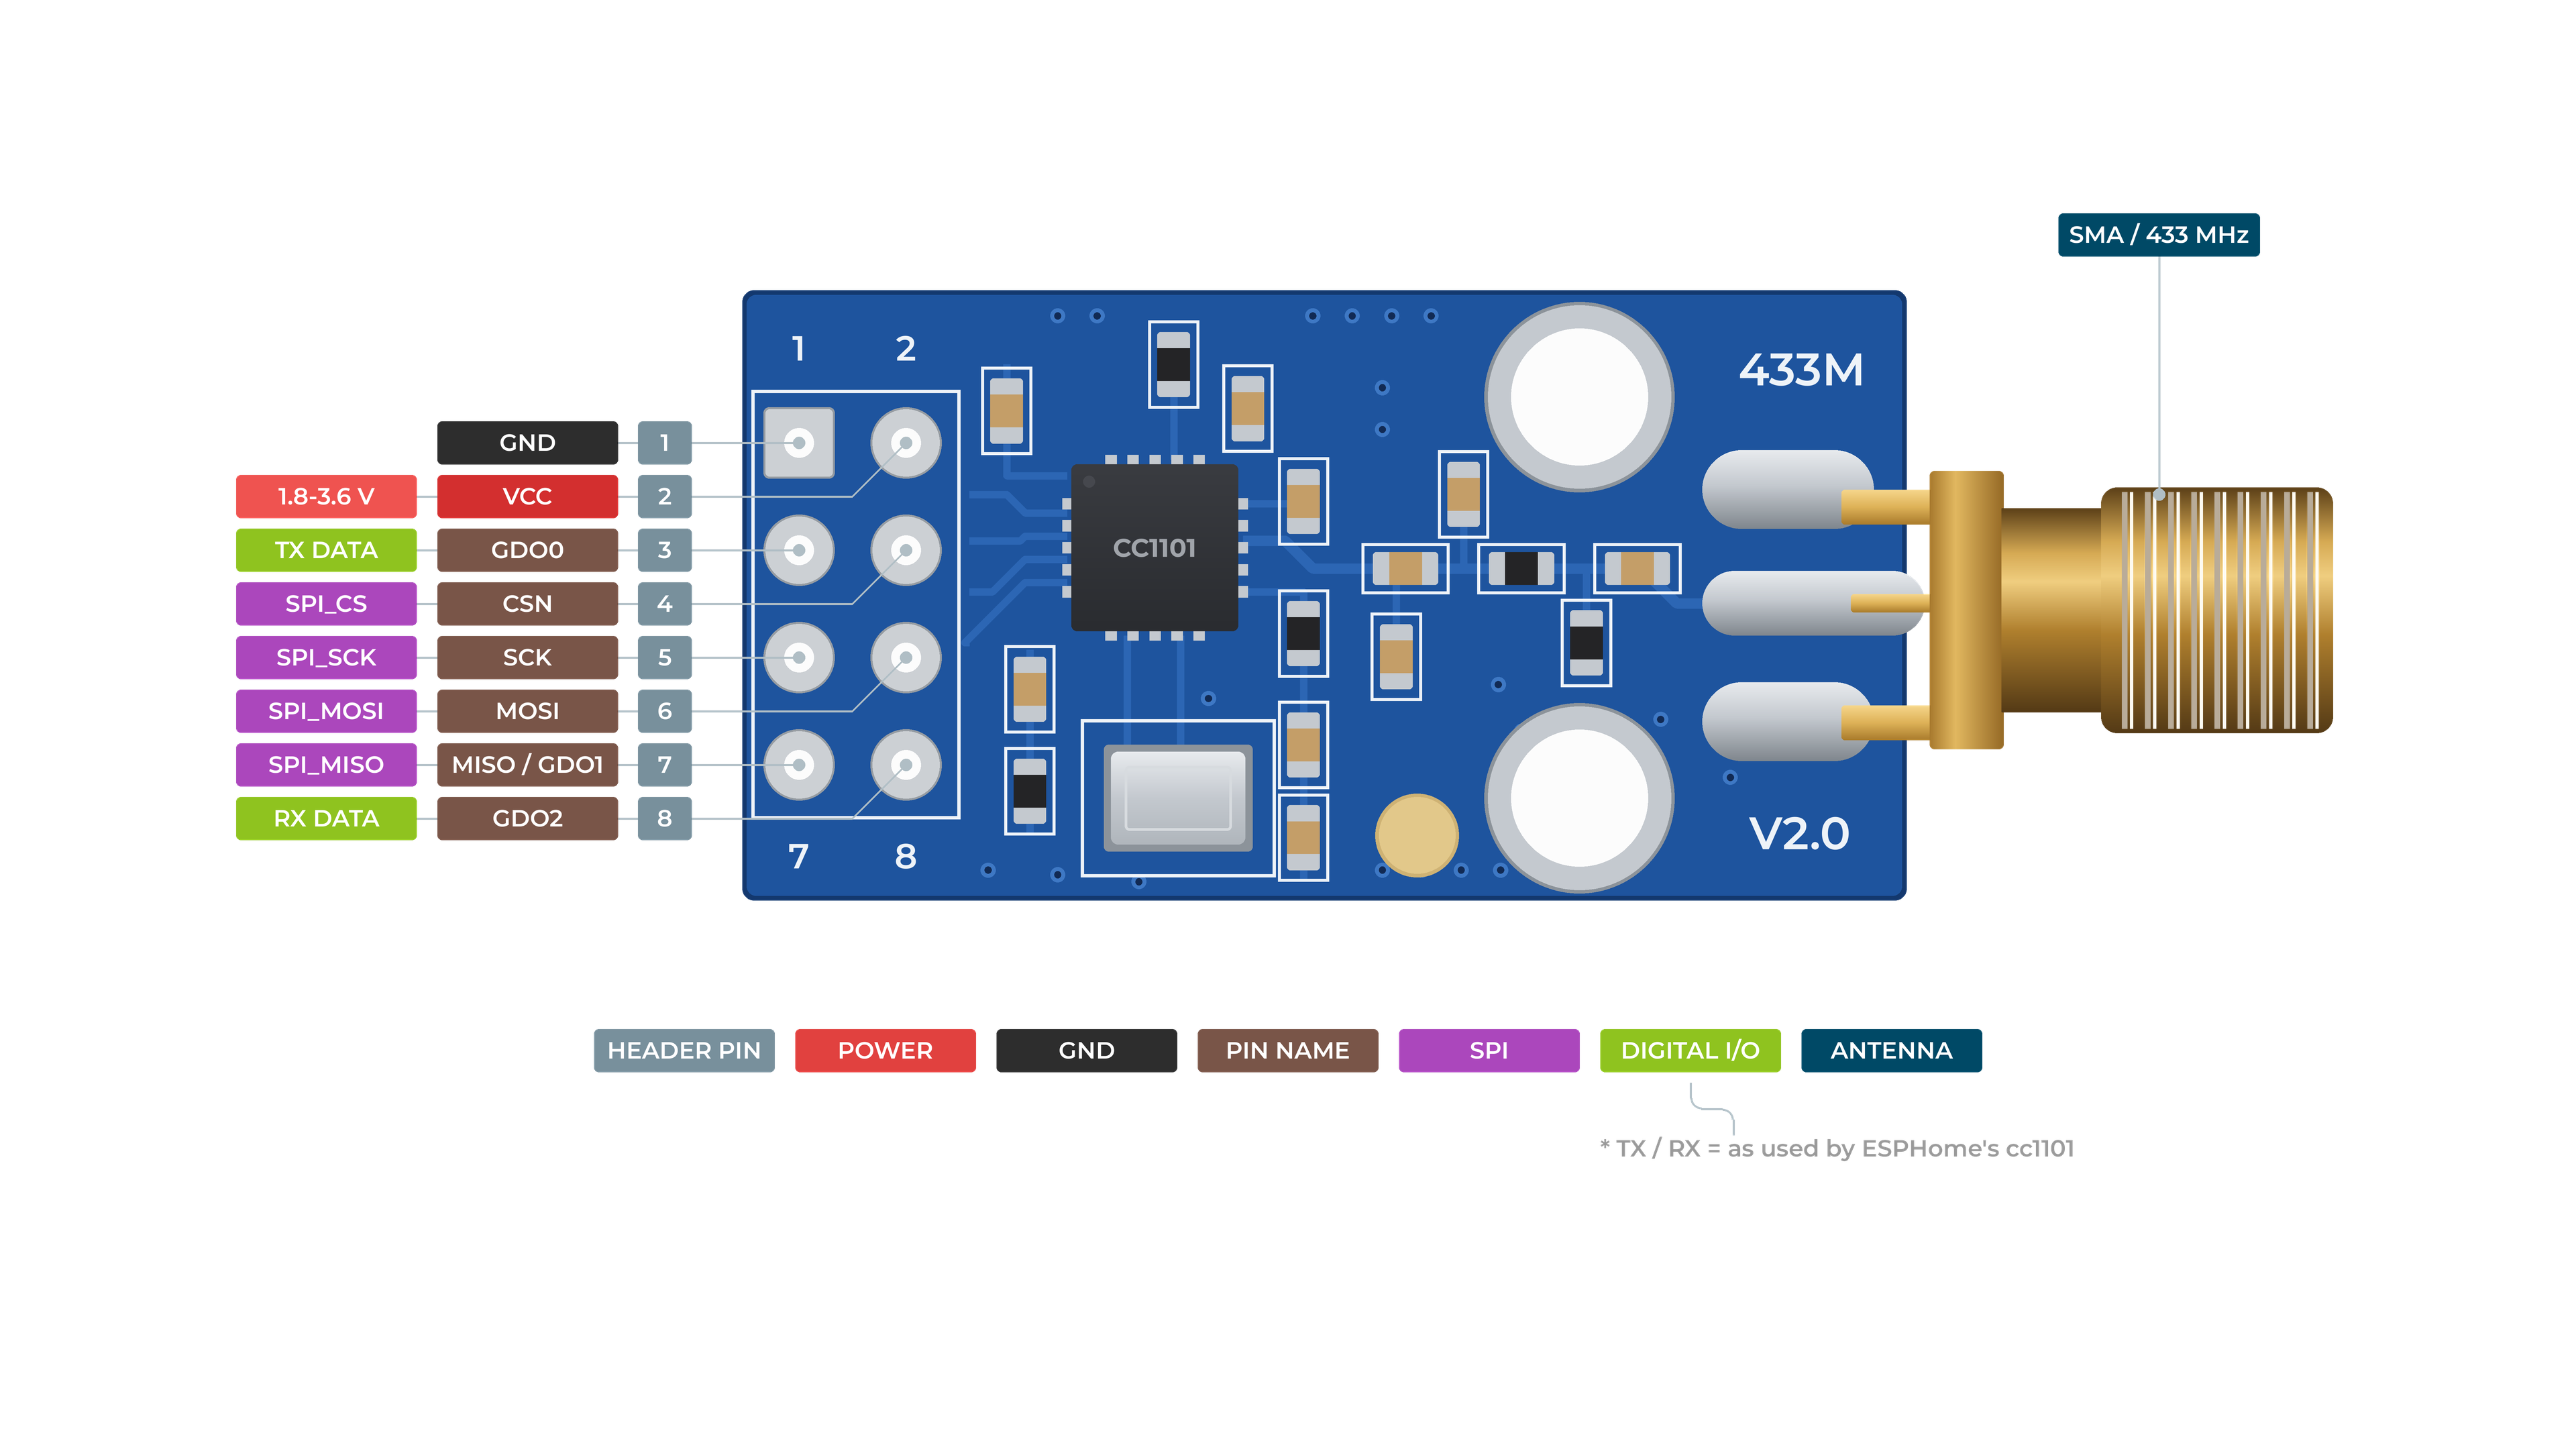 SMA / 433 MHz
1 2
433M
GND 1
1.8-3.6 V VCC 2
TX DATA GDO0 3
SPI_CS CSN 4
CC1101
SPI_SCK SCK 5
SPI_MOSI MOSI 6
SPI_MISO MISO / GDO1 7
RX DATA GDO2 8
V2.0
7 8
HEADER PIN POWER GND PIN NAME SPI DIGITAL I/O ANTENNA
* TX / RX = as used by ESPHome's cc1101